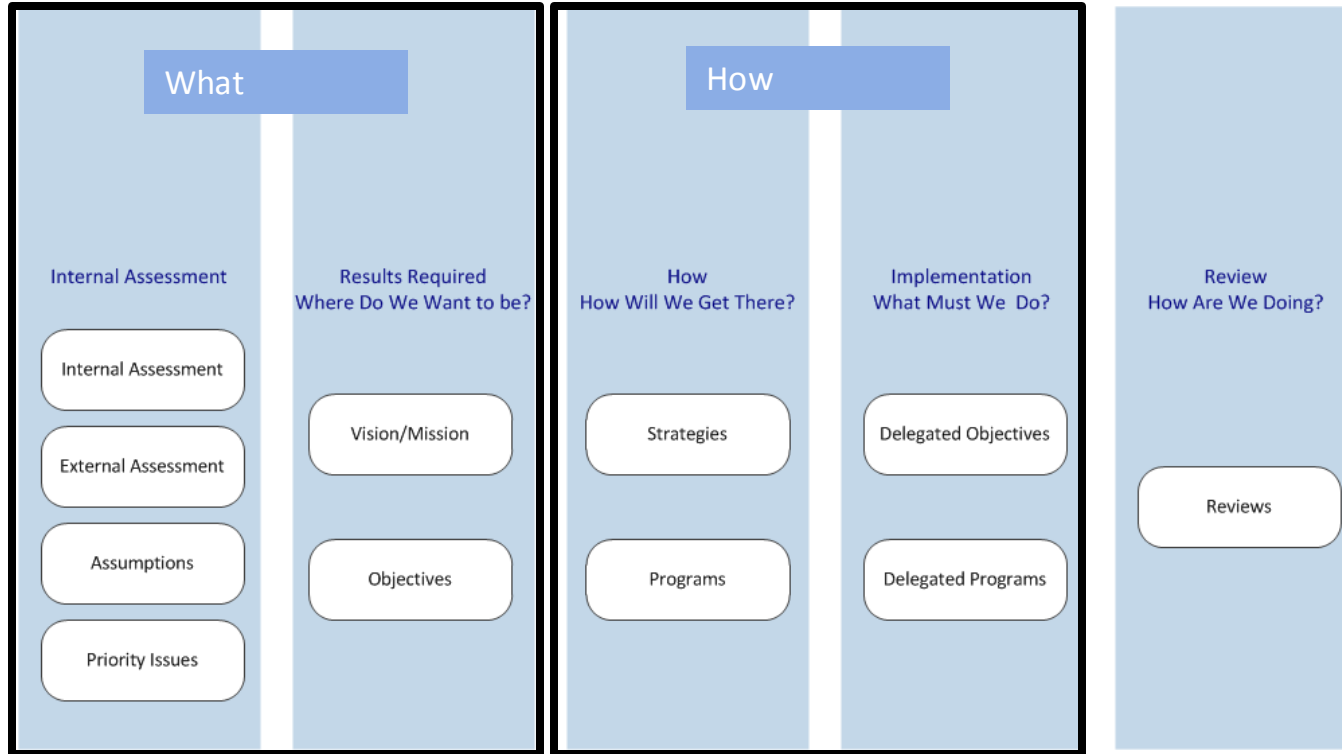 What
How
Internal Assessment
Results Required
Where Do We Want to be?
How
How Will We Get There?
Implementation
What Must We  Do?
Review
How Are We Doing?
Internal Assessment
External Assessment
Assumptions
Priority Issues
Vision/Mission
Objectives
Strategies
Programs
Delegated Objectives
Delegated Programs
Reviews